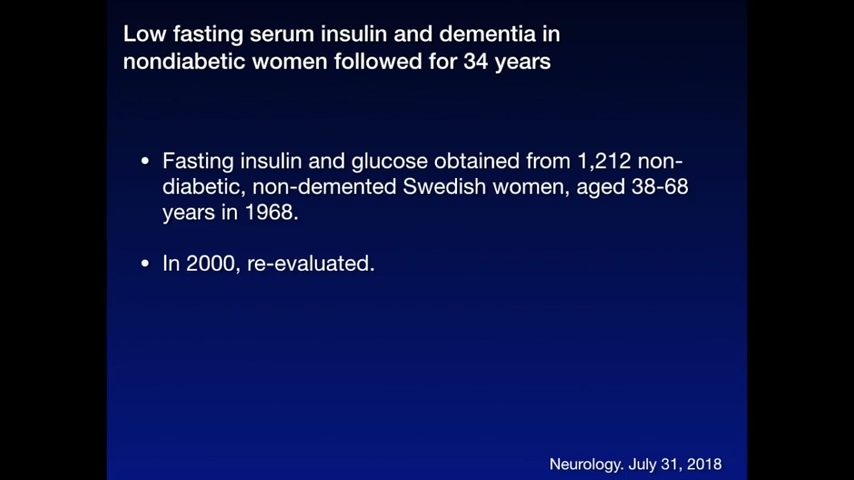 Low fasting serum insulin and dementia in
nondiabetic women followed for 34 years
• Fasting insulin and glucose obtained from 1,212 non-
diabetic, non-demented Swedish women, aged 38-68
years in 1968.
• In 2000, re-evaluated.
Neurology. July 31, 2018